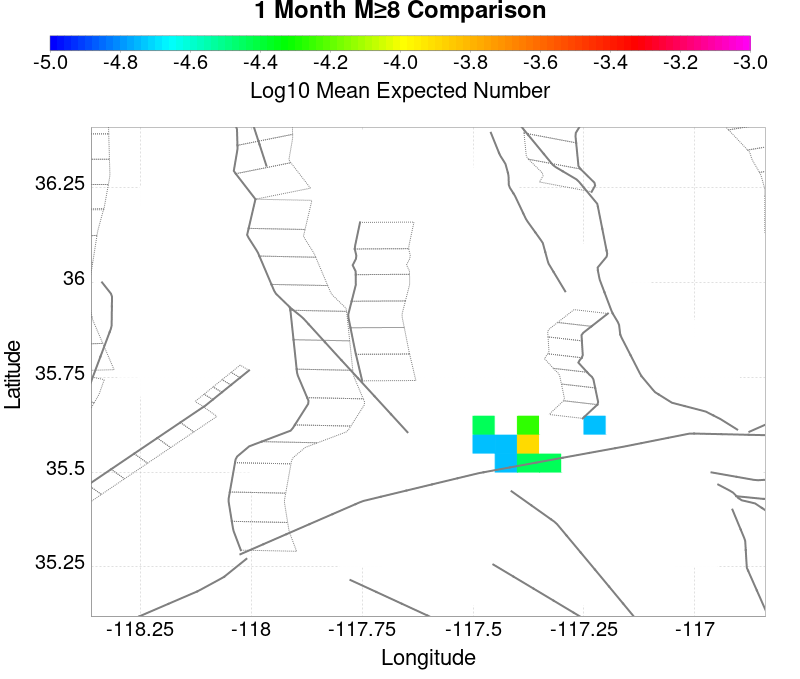 1 Month M≥8 Comparison
-5.0 -4.8 -4.6 -4.4 -4.2 -4.0 -3.8 -3.6 -3.4 -3.2 -3.0
Log10 Mean Expected Number
Latitude
36.25
36
35.75
35.5
35.25
-118.25 -118 -117.75 -117.5 -117.25 -117
Longitude